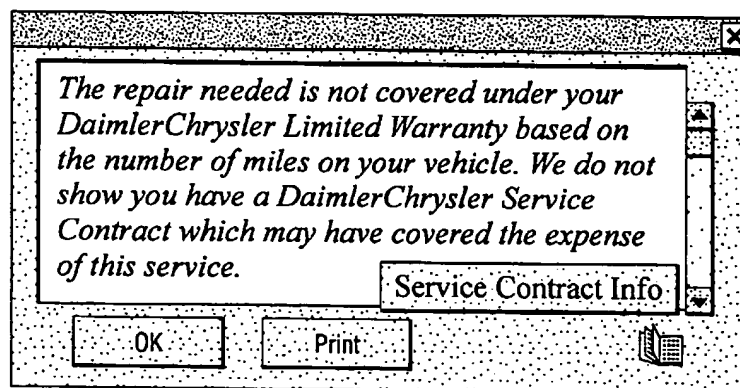 The repair needed is not covered under your
DaimlerChrysler Limited Warranty based on
the number of miles on your vehicle. We do not
show you have a DaimlerChrysler Service
Contract which may have covered the expense
of this service.
Service Contract Info
OK
Print